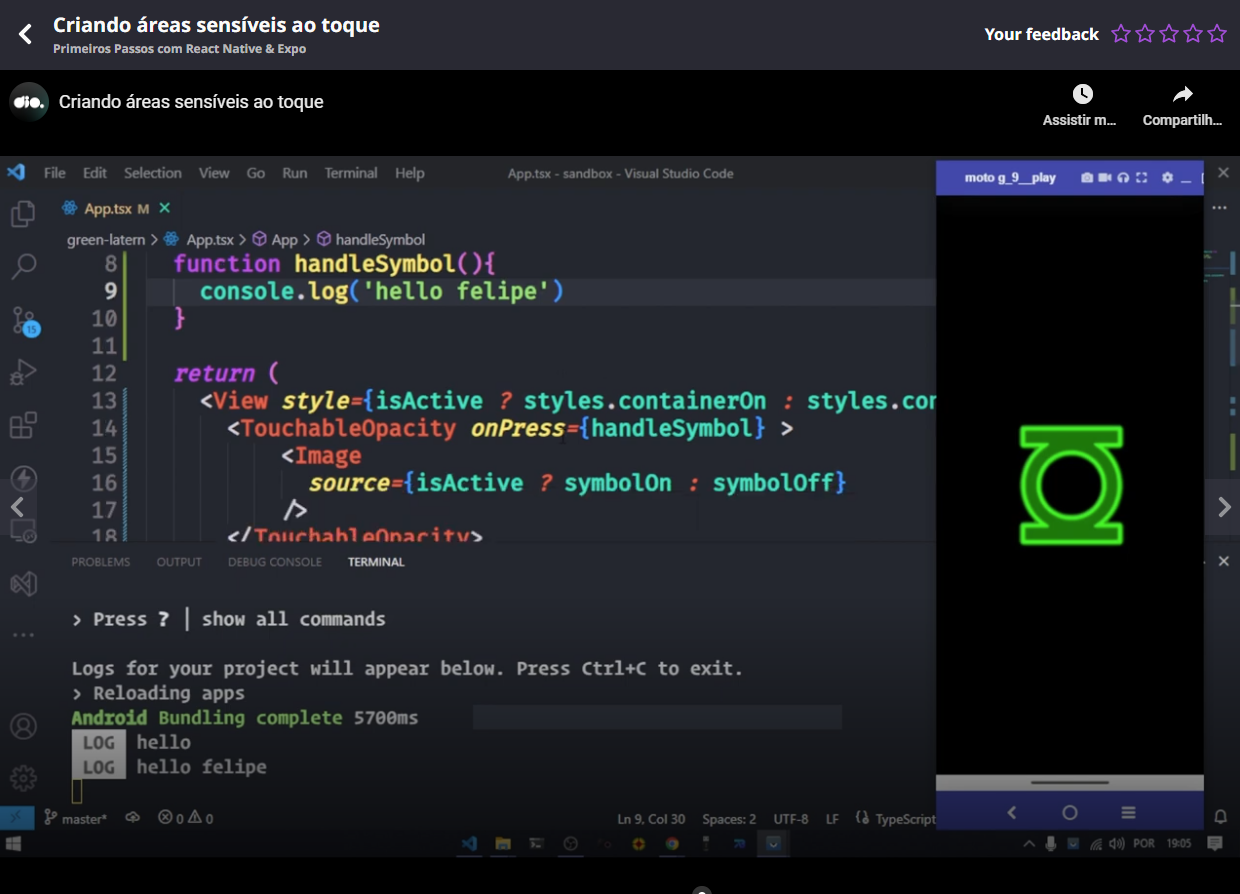 Criando áreas sensíveis ao toque
Primeiros Passos com React Native & Expo
Your feedback
dio.
Criando áreas sensíveis ao toque
Assistir m...
Compartilh...
File Edit Selection View Go Run Terminal Help
App.tsx - sandbox - Visual Studio Code
moto g_9__play
App.tsx M
green-latern > App.tsx > App > handleSymbol
8 function handleSymbol(){
9 console.log('hello felipe')
10 }
11
12 return (
13 <View style={isActive ? styles.containerOn : styles.con
14 <TouchableOpacity onPress={handleSymbol} >
15 <Image
16 source={isActive ? symbolOn : symbolOff}
17 />
18 </TouchableOpacity>
15
PROBLEMS OUTPUT DEBUG CONSOLE TERMINAL
› Press ? │ show all commands
Logs for your project will appear below. Press Ctrl+C to exit.
› Reloading apps
Android Bundling complete 5700ms
LOG hello
LOG hello felipe
master* 0 0 Ln 9, Col 30 Spaces: 2 UTF-8 LF TypeScript
POR 19:05